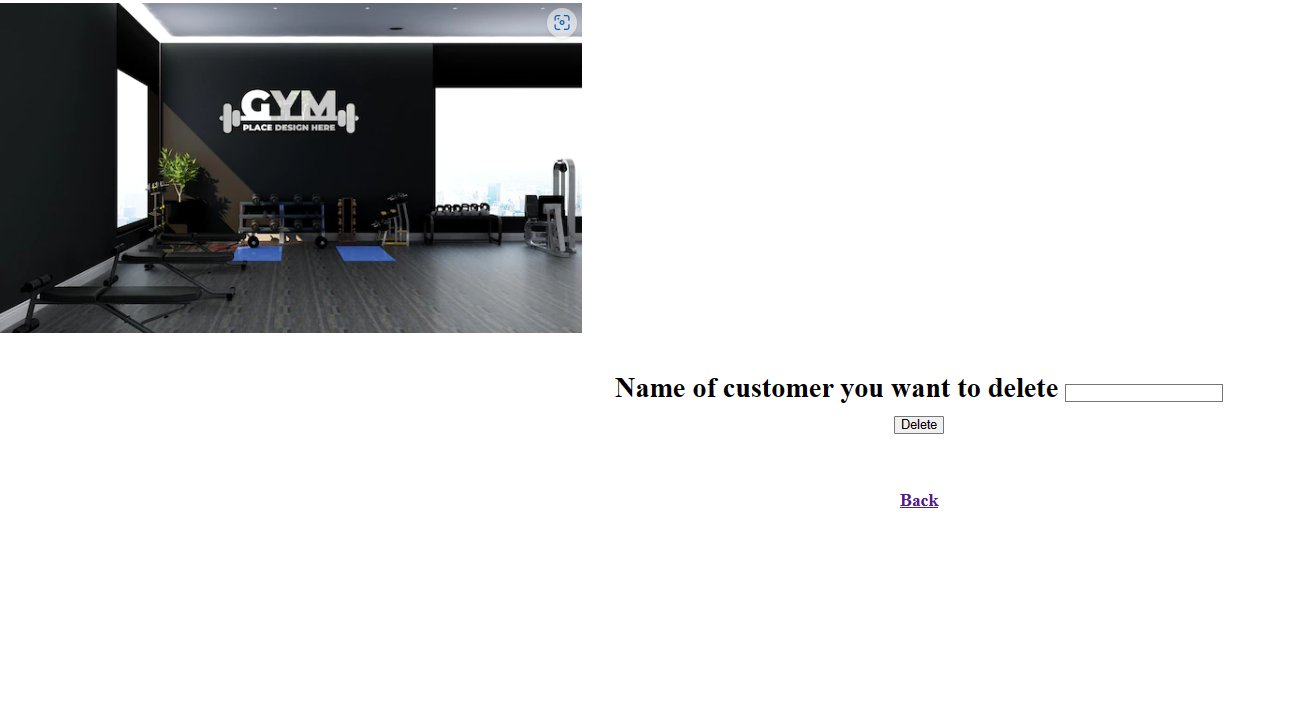 GYM
PLACE DESIGN HERE
Name of customer you want to delete
Delete
Back